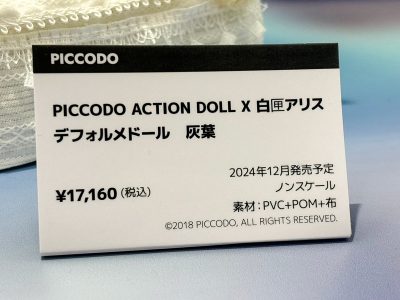 PICCODO
PICCODO ACTION DOLL X 白匣アリス
デフォルメドール 灰葉
¥17,160(税込)
2024年12月発売予定
ノンスケール
素材:PVC+POM+布
©2018 PICCODO, ALL RIGHTS RESERVED.